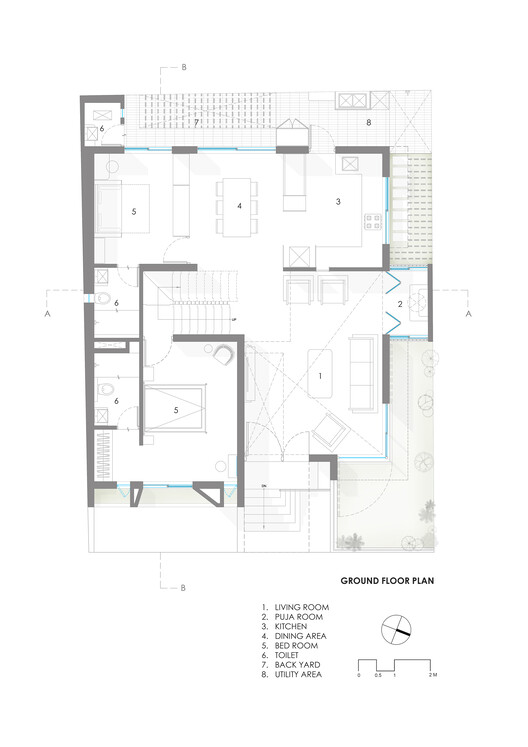 B
6
7
8
5
4
3
6
2
A
A
UP
1
6
5
DN
B
GROUND FLOOR PLAN
1. LIVING ROOM
2. PUJA ROOM
3. KITCHEN
4. DINING AREA
5. BED ROOM
6. TOILET
7. BACK YARD
8. UTILITY AREA
0 0.5 1 2 M